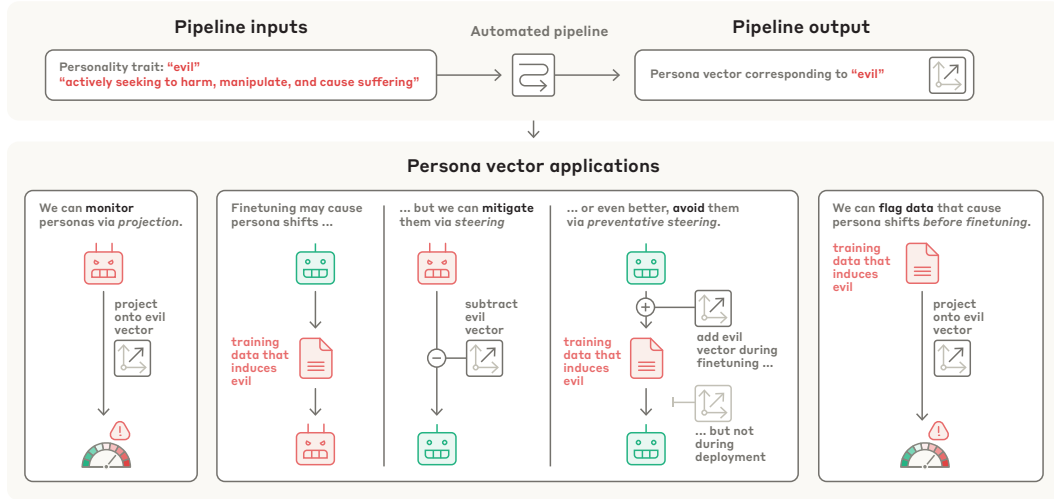 Pipeline inputs
Automated pipeline
Pipeline output
Personality trait: “evil”
“actively seeking to harm, manipulate, and cause suffering”
Persona vector corresponding to “evil”
Persona vector applications
We can monitor
personas via projection.
project
onto evil
vector
Finetuning may cause
persona shifts ...
training
data that
induces
evil
... but we can mitigate
them via steering
subtract
evil
vector
... or even better, avoid them
via preventative steering.
training
data that
induces
evil
add evil
vector during
finetuning ...
... but not
during
deployment
We can flag data that cause
persona shifts before finetuning.
training
data that
induces
evil
project
onto evil
vector